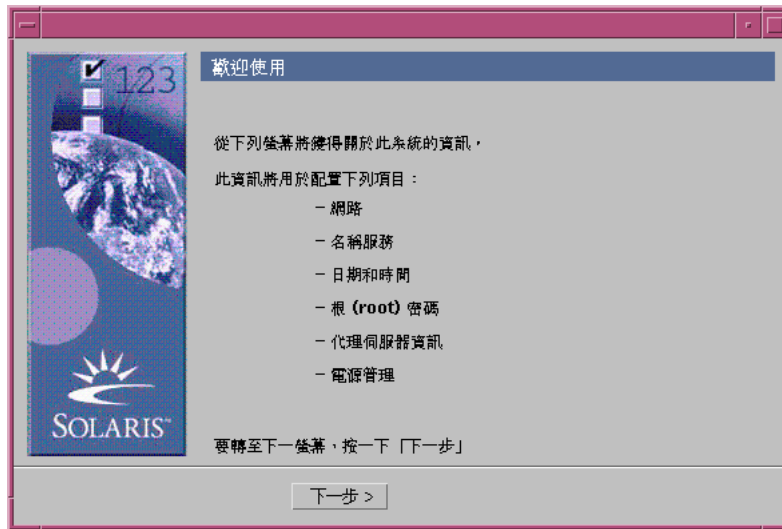 123
SOLARIS™
歡迎使用
從下列螢幕將獲得關於此系統的資訊，
此資訊將用於配置下列項目：
– 網路
– 名稱服務
– 日期和時間
– 根 (root) 密碼
– 代理伺服器資訊
– 電源管理
要轉至下一螢幕，按一下「下一步」
下一步 >